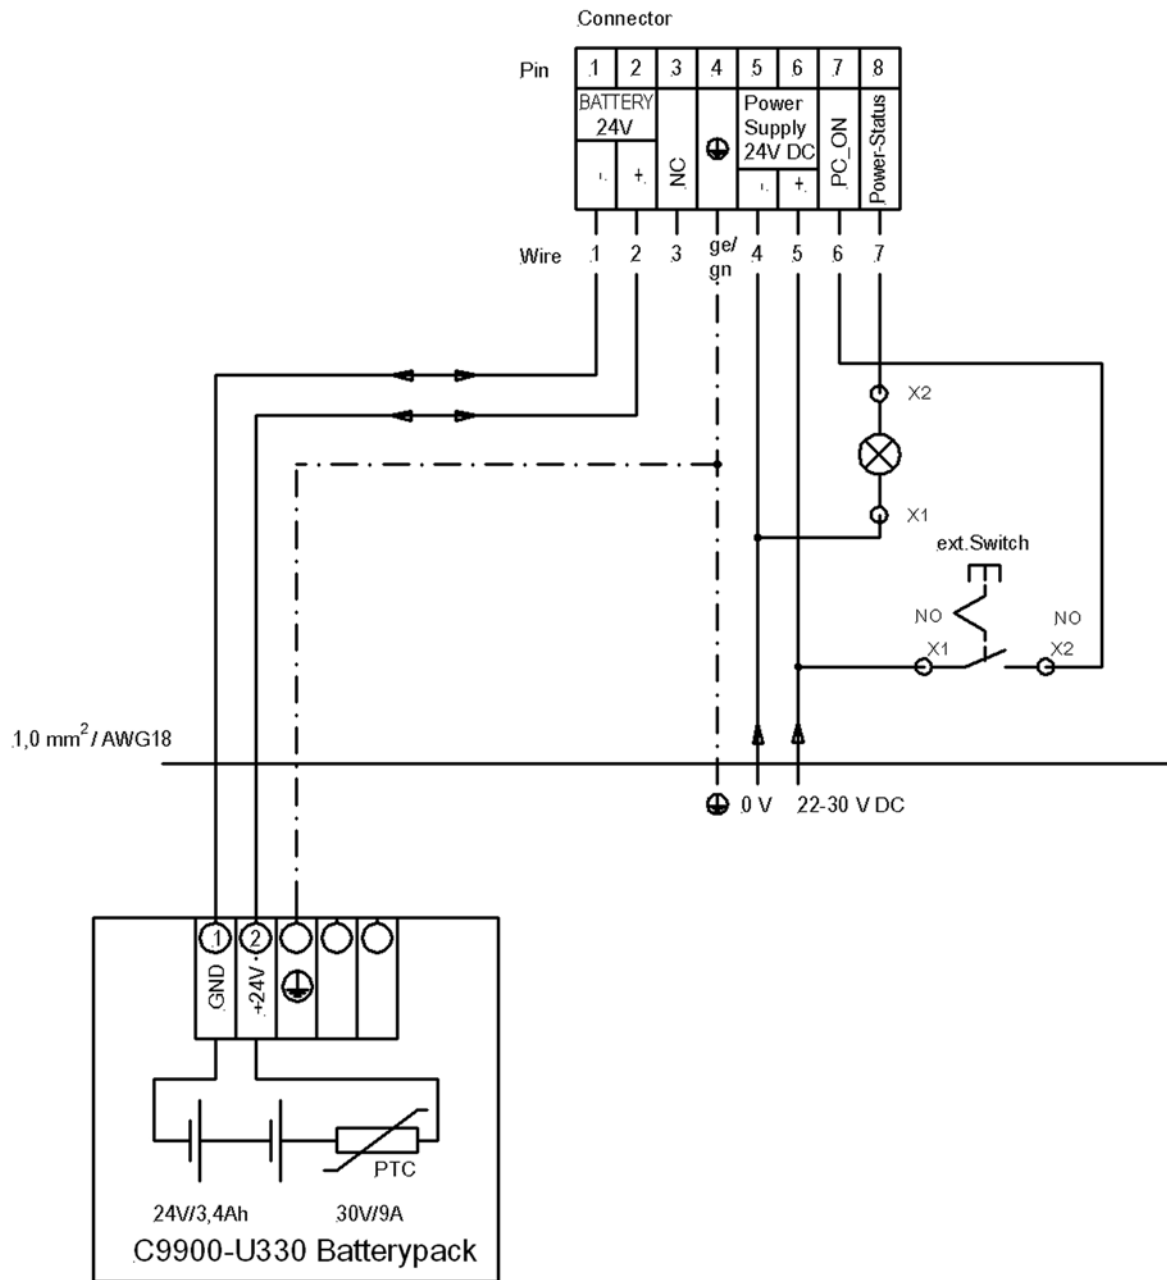 Connector
Pin 1 2 3 4 5 6 7 8
BATTERY
24V
- +
NC
Power
Supply
24V DC
- +
PC_ON
Power-Status
Wire 1 2 3 ge/
gn 4 5 6 7
X2
X1
ext.Switch
NO NO
X1 X2
1,0 mm²/AWG18
0 V 22-30 V DC
1 2
GND
+24V
PTC
24V/3,4Ah 30V/9A
C9900-U330 Batterypack